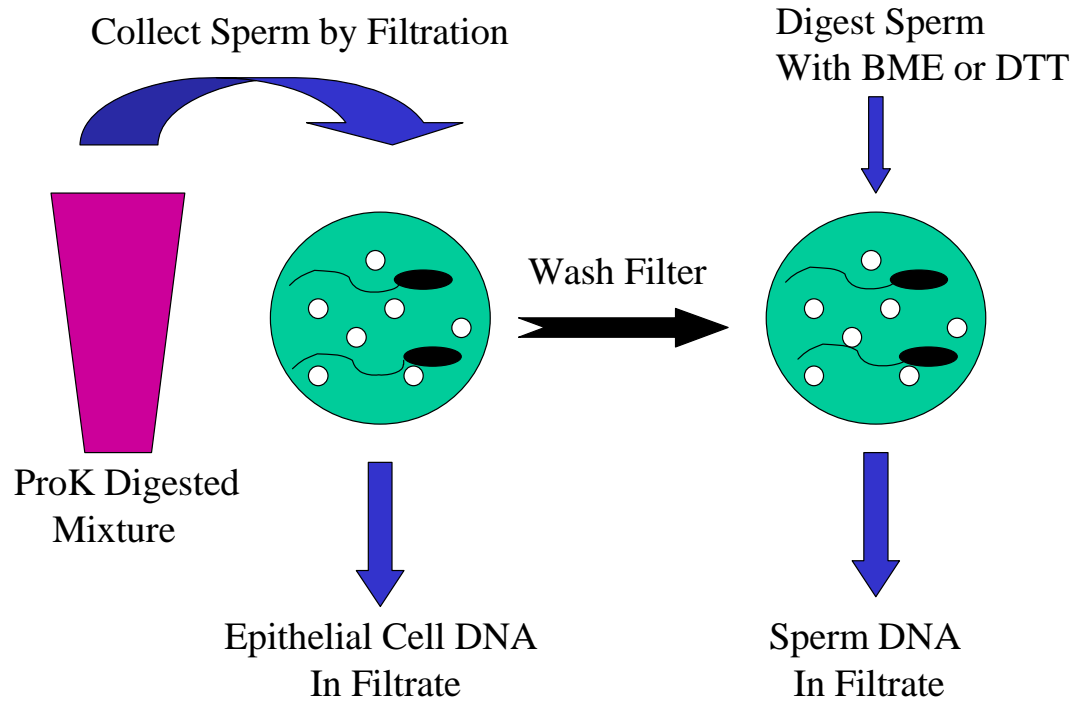 Collect Sperm by Filtration
Digest Sperm
With BME or DTT
Wash Filter
ProK Digested
Mixture
Epithelial Cell DNA
In Filtrate
Sperm DNA
In Filtrate